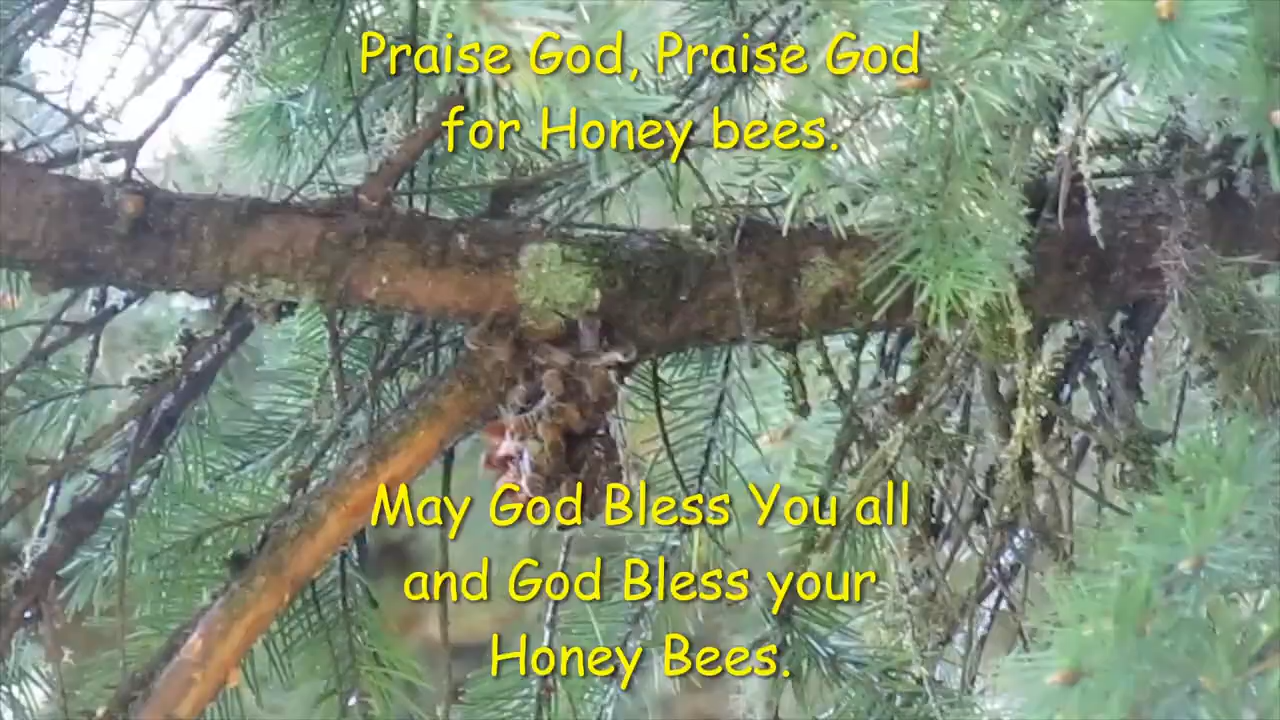 Praise God, Praise God
for Honey bees.
May God Bless You all
and God Bless your
Honey Bees.